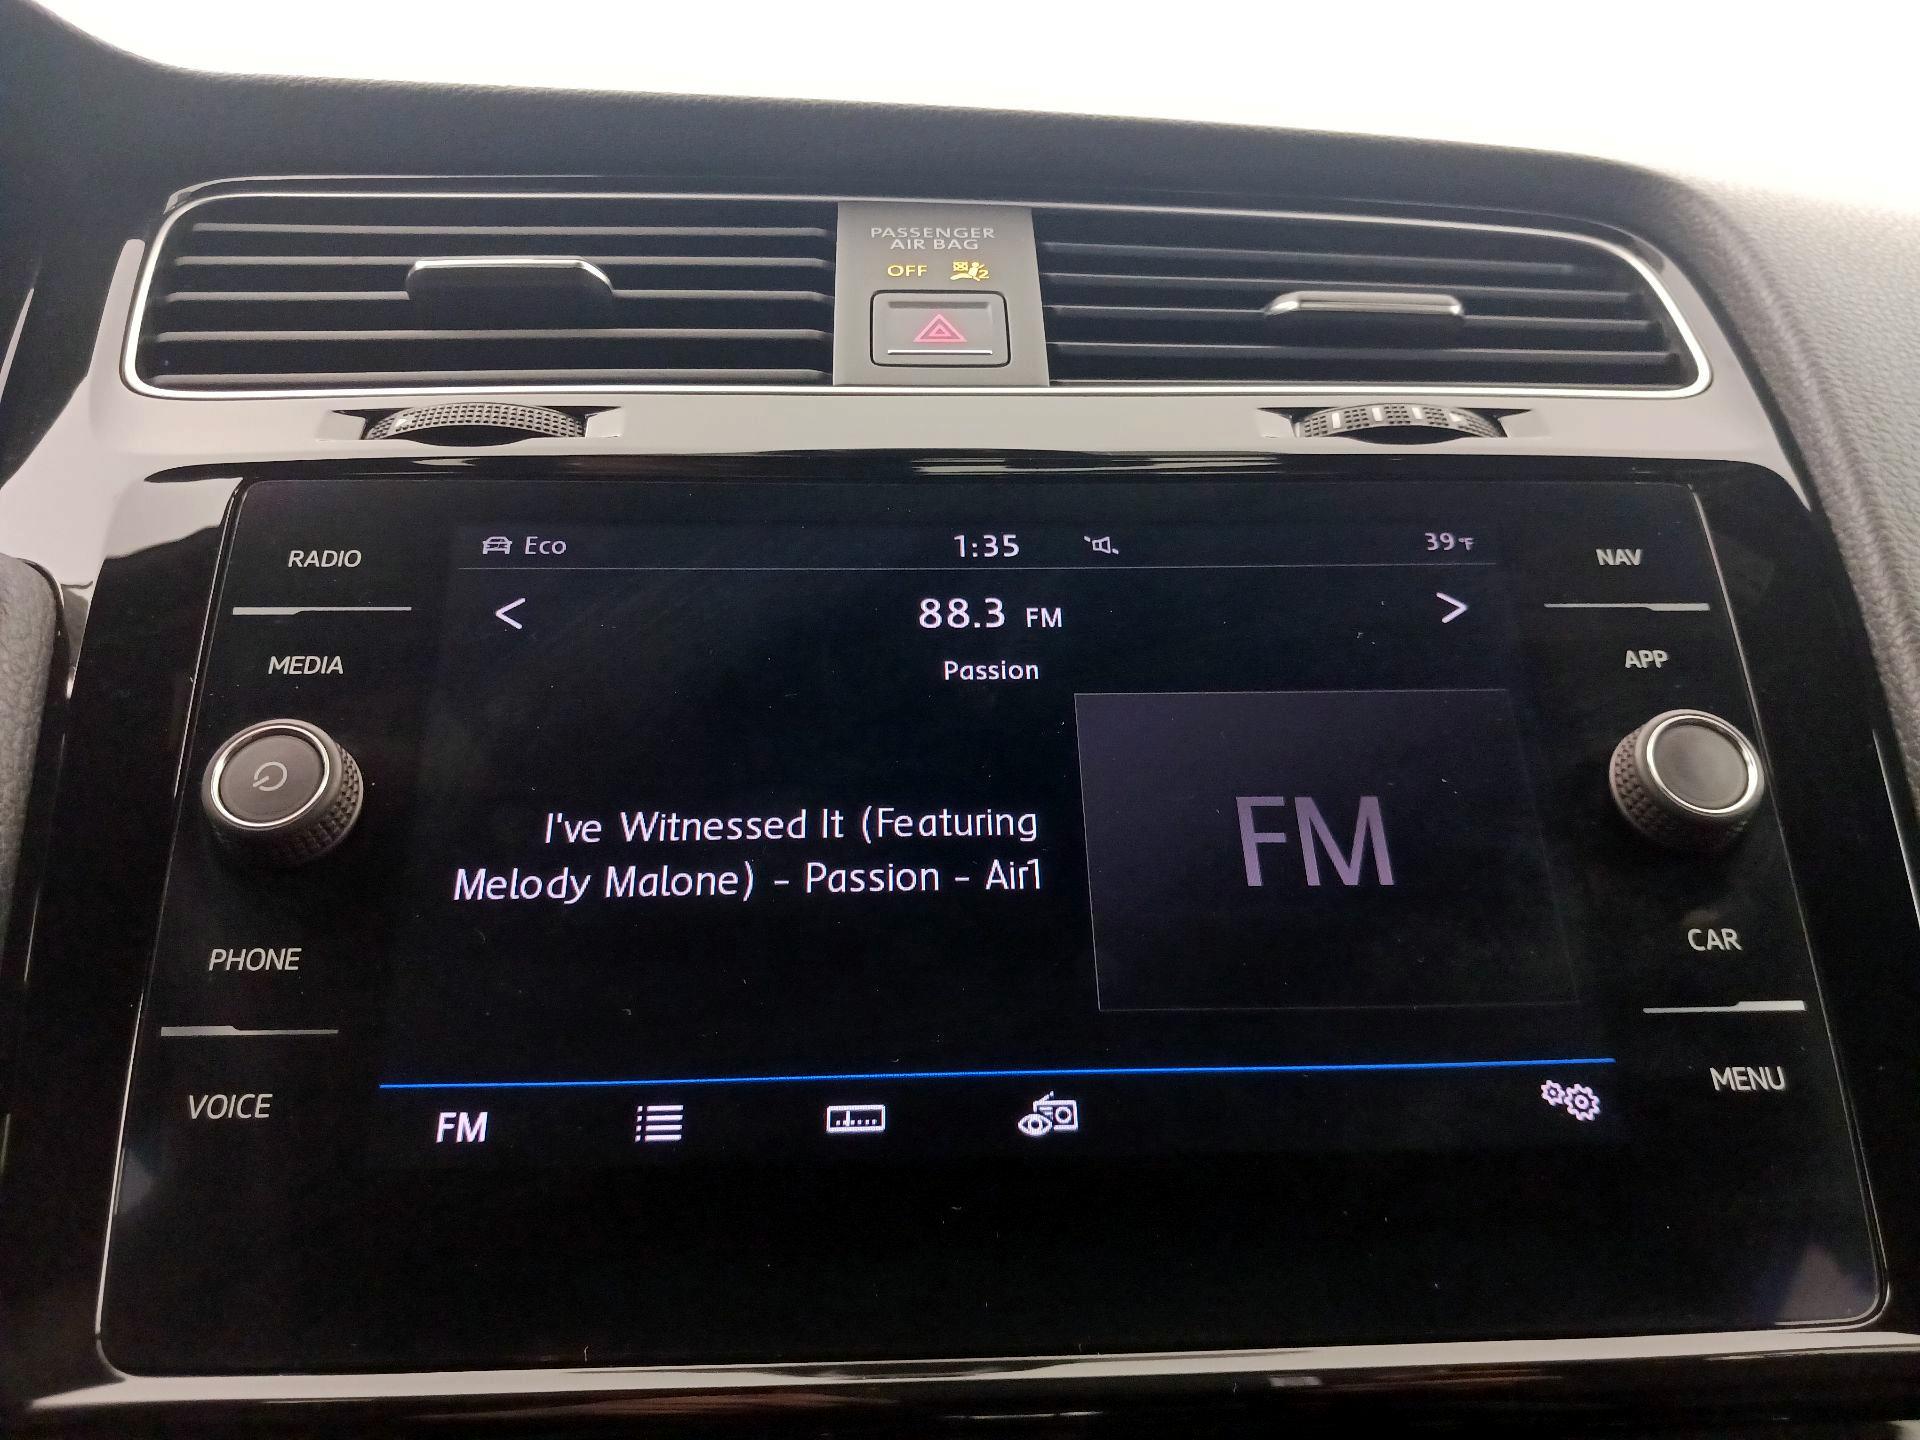 PASSENGER
AIR BAG
OFF 2
Eco 1:35 39°F
RADIO
MEDIA
PHONE
VOICE
88.3 FM
Passion
I've Witnessed It (Featuring
Melody Malone) - Passion - Air1
FM
FM
NAV
APP
CAR
MENU